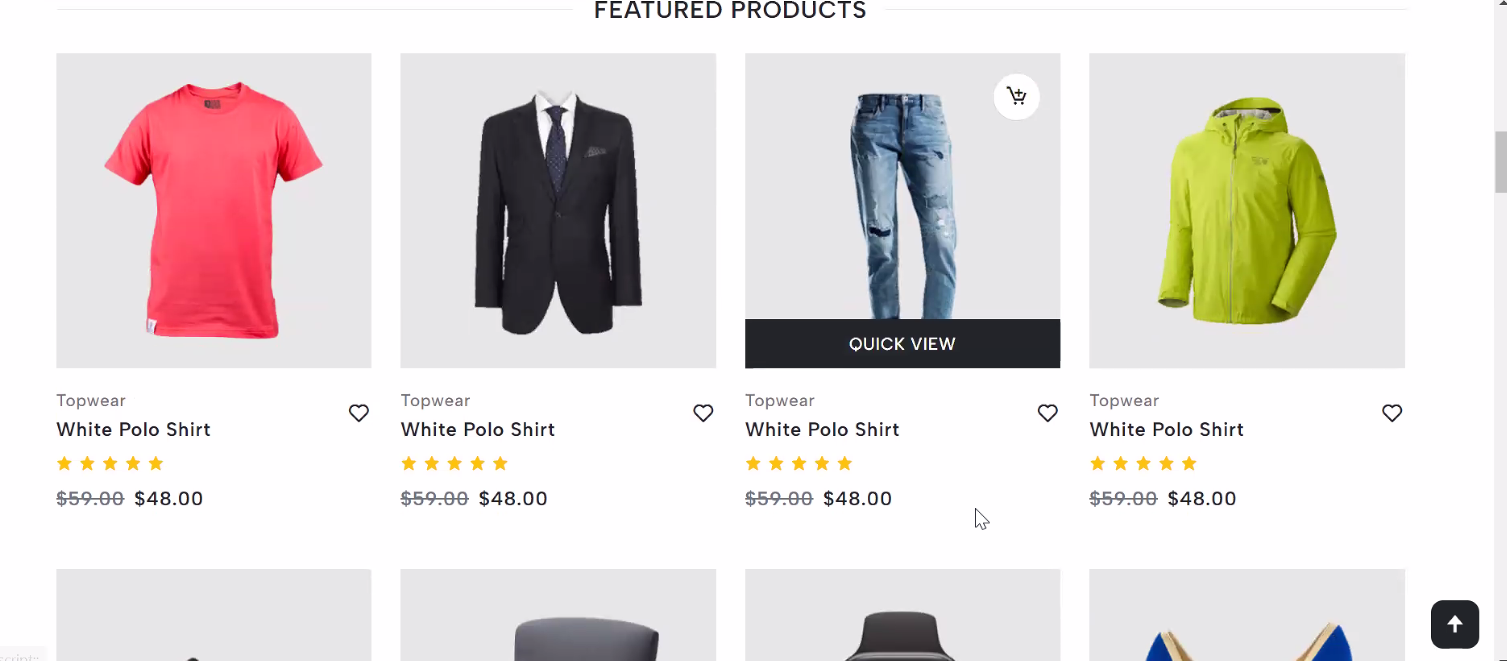 FEATURED PRODUCTS
QUICK VIEW
Topwear
Topwear
Topwear
Topwear
White Polo Shirt
White Polo Shirt
White Polo Shirt
White Polo Shirt
$59.00 $48.00
$59.00 $48.00
$59.00 $48.00
$59.00 $48.00